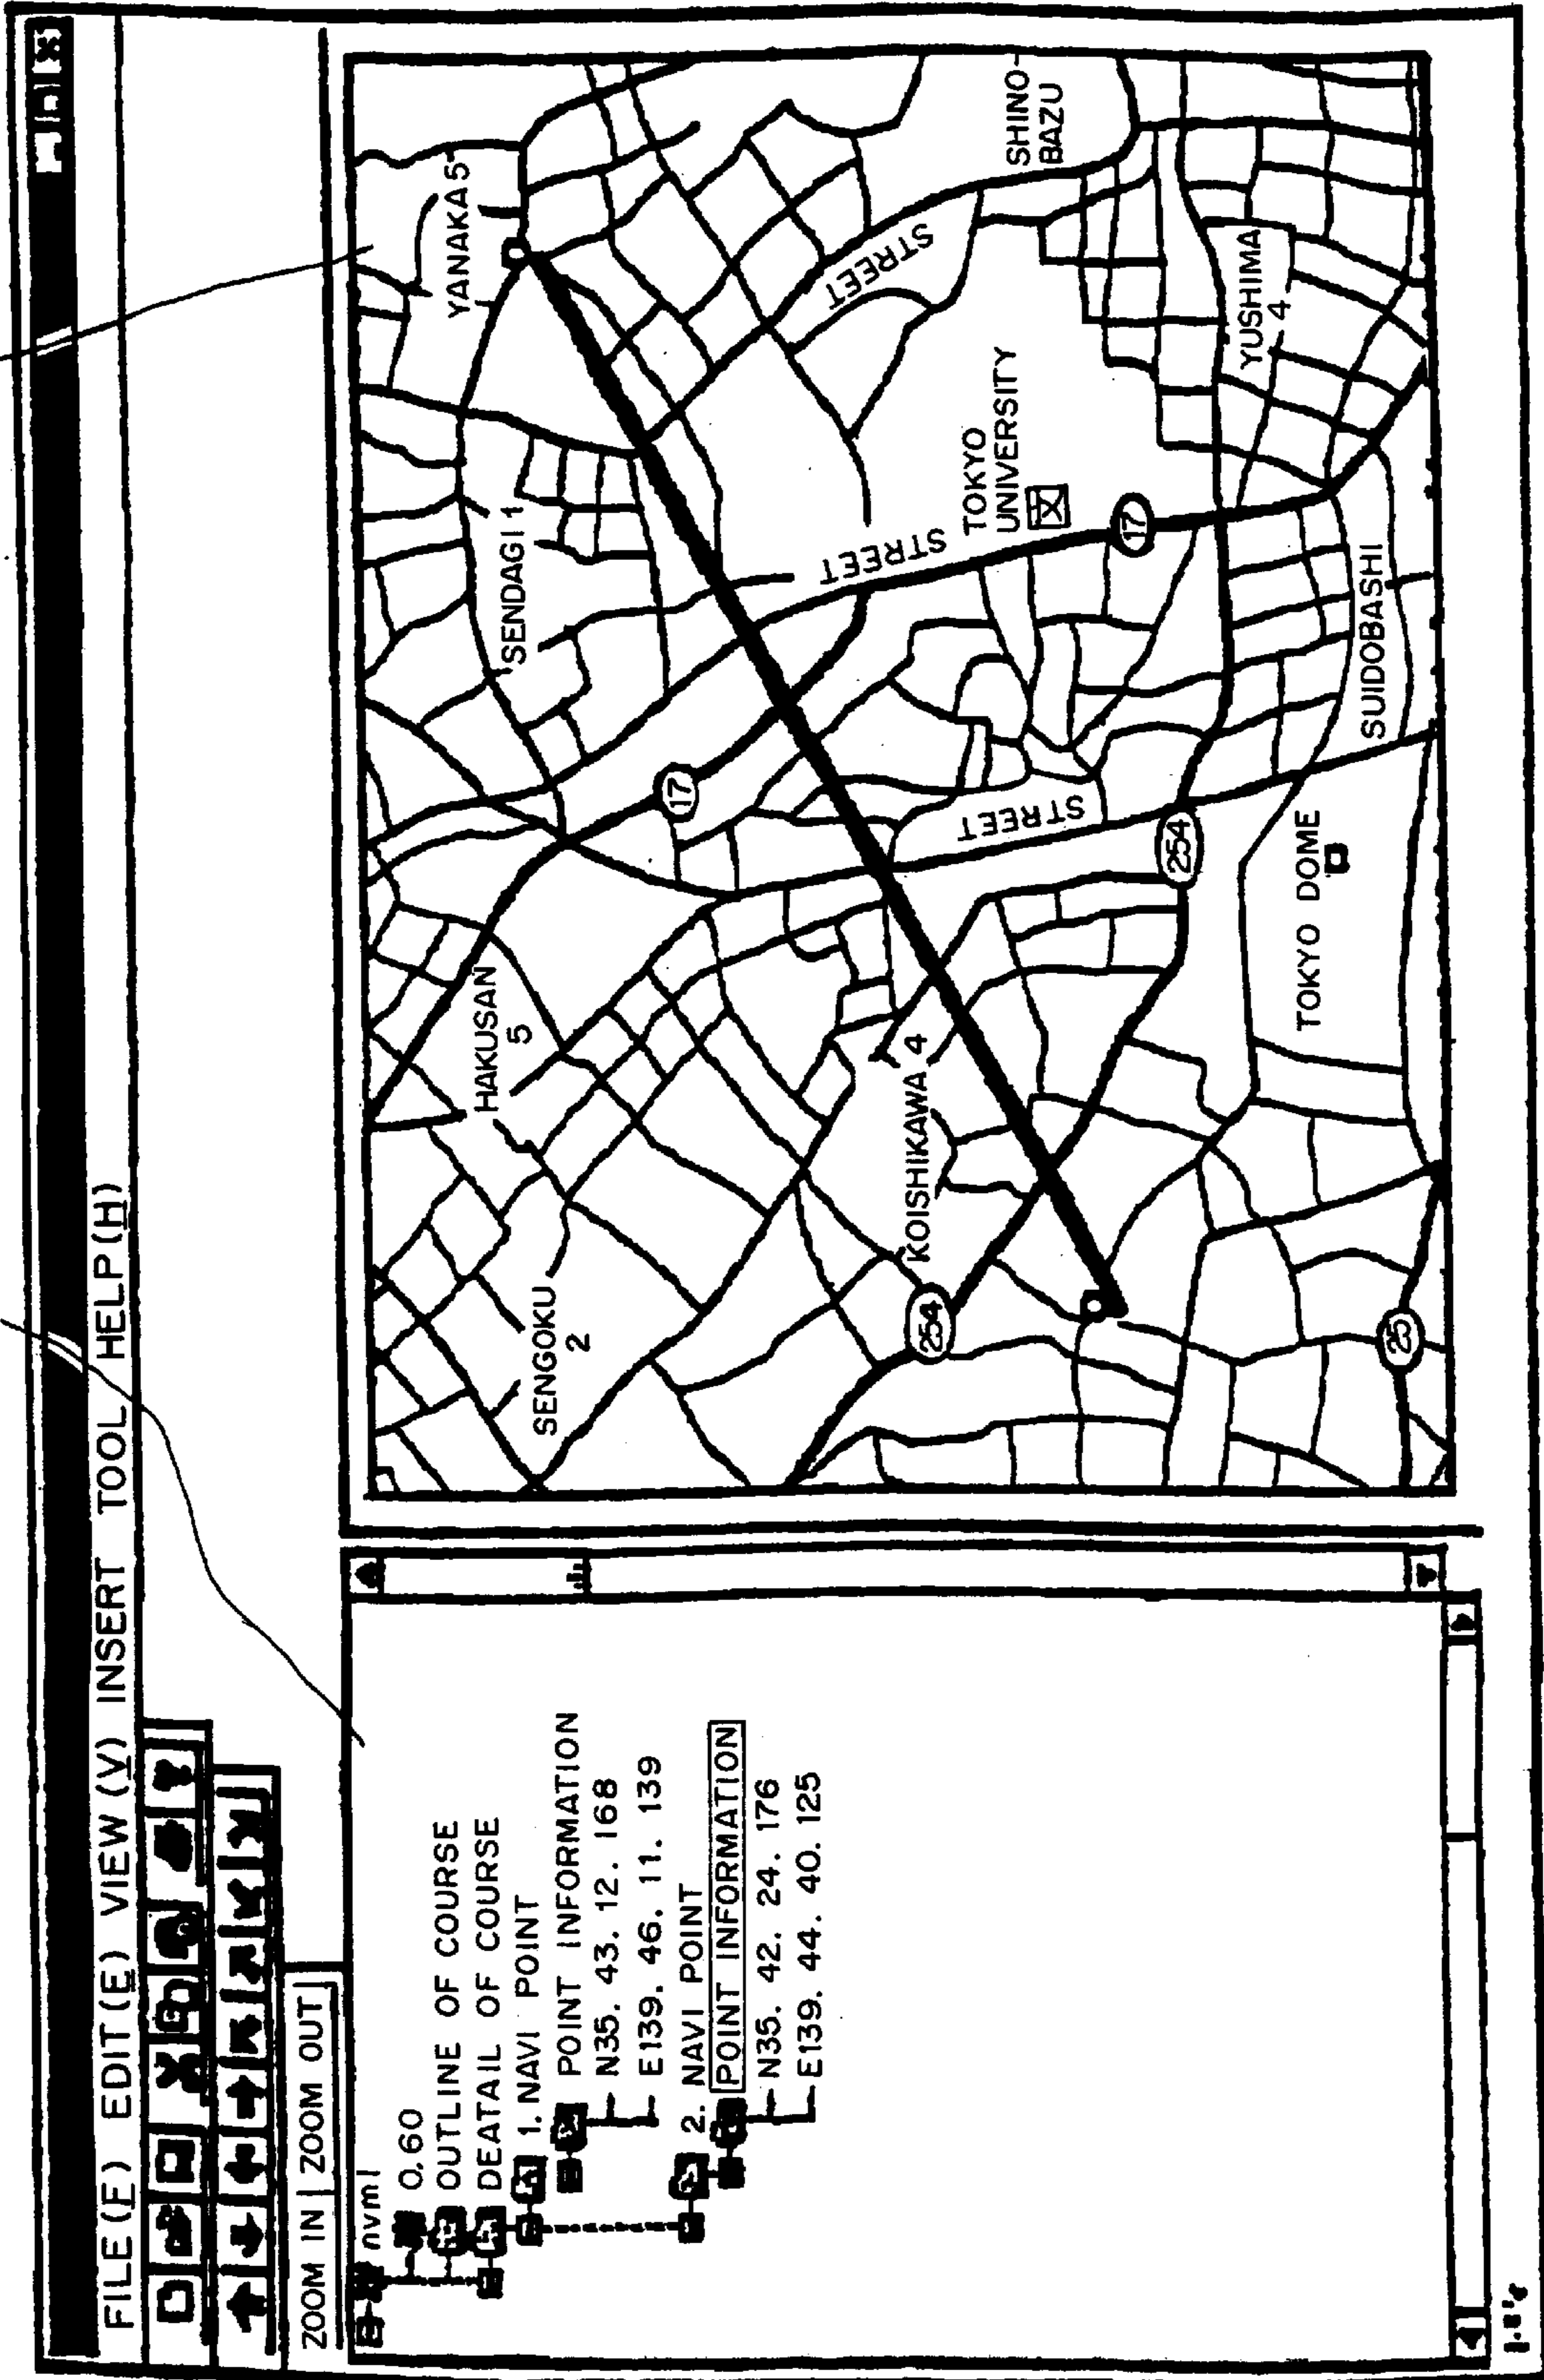 FILE(F) EDIT(E) VIEW(V) INSERT TOOL HELP(H)
ZOOM IN ZOOM OUT
nvml
0.60
OUTLINE OF COURSE
DEATAIL OF COURSE
1. NAVI POINT
POINT INFORMATION
N35. 43. 12. 168
E139. 46. 11. 139
2. NAVI POINT
POINT INFORMATION
N35. 42. 24. 176
E139. 44. 40. 125
YANAKA 5
SENDAGI 1
HAKUSAN
5
SENGOKU
2
17
STREET
STREET
SHINO-
BAZU
TOKYO
UNIVERSITY
文
17
KOISHIKAWA 4
254
STREET
254
YUSHIMA
4
SUIDOBASHI
TOKYO DOME
25